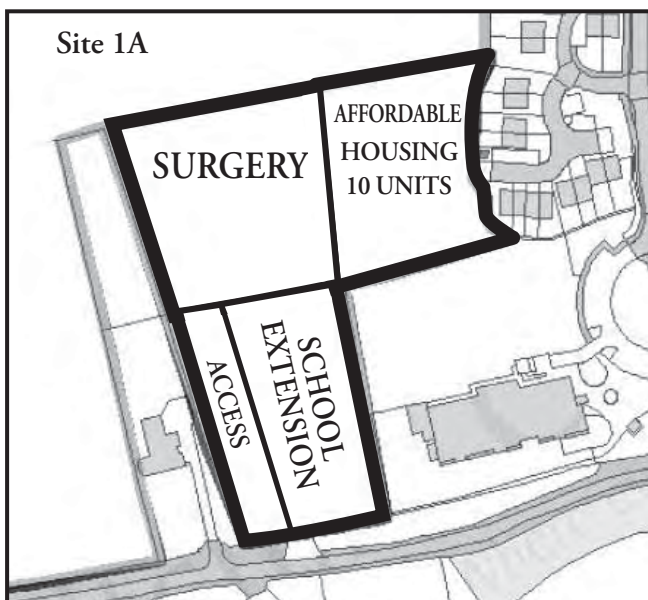 Site 1A
SURGERY
AFFORDABLE
HOUSING
10 UNITS
ACCESS
SCHOOL
EXTENSION